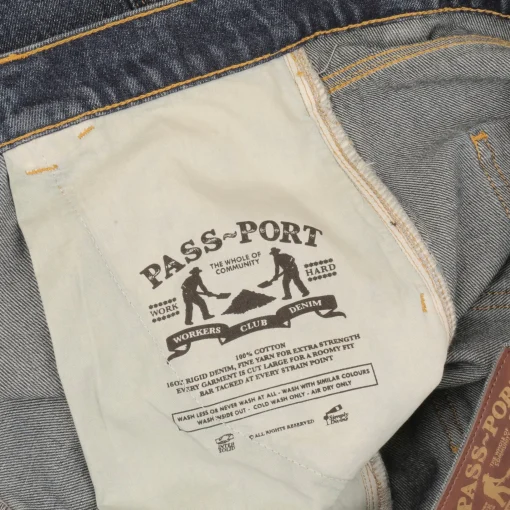 PASS~PORT
THE WHOLE OF
COMMUNITY
WORK
HARD
WORKERS CLUB DENIM
100% COTTON
16OZ RIGID DENIM, FINE YARN FOR EXTRA STRENGTH
EVERY GARMENT IS CUT LARGE FOR A ROOMY FIT
BAR TACKED AT EVERY STRAIN POINT
WASH LESS OR NEVER WASH AT ALL - WASH WITH SIMILAR COLOURS
WASH INSIDE OUT - COLD WASH ONLY - AIR DRY ONLY
© ALL RIGHTS RESERVED
PASS~PORT